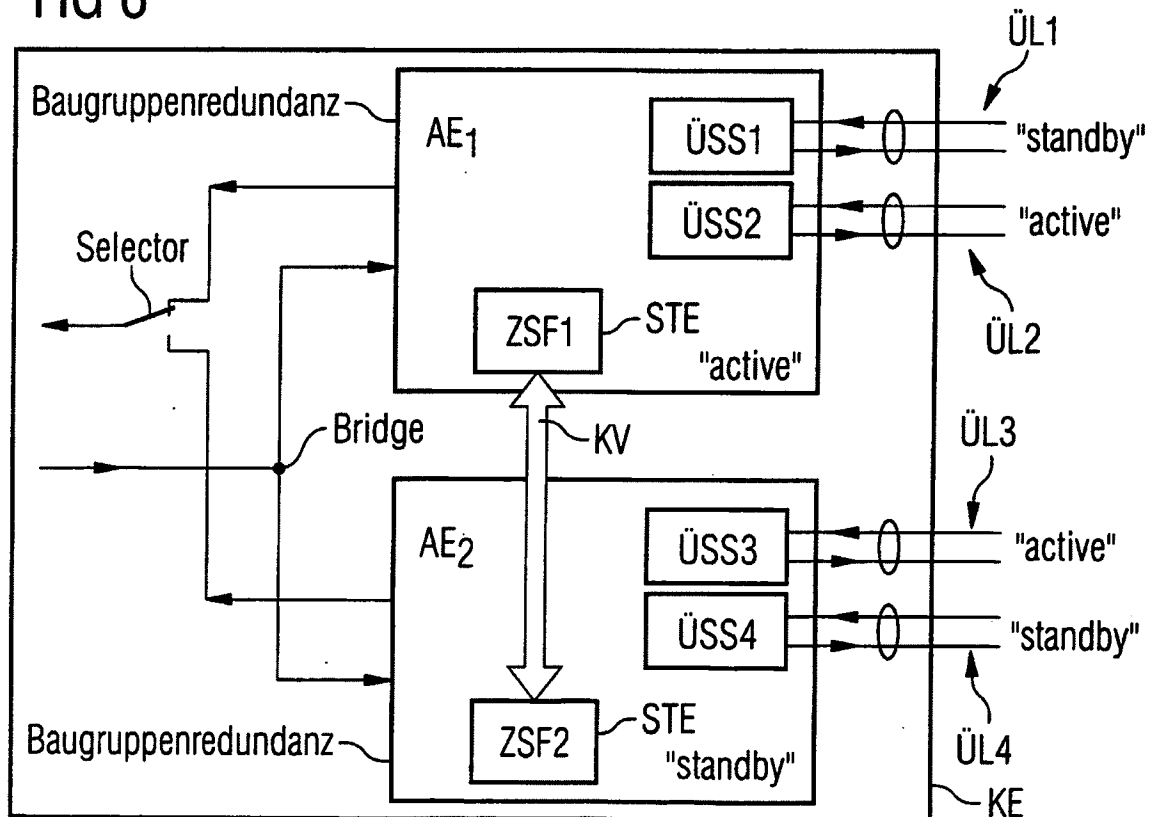 FIG 6
ÜL1
Baugruppenredundanz
AE1
ÜSS1
"standby"
ÜSS2
"active"
Selector
ZSF1
STE
"active"
ÜL2
Bridge
KV
ÜL3
AE2
ÜSS3
"active"
ÜSS4
"standby"
Baugruppenredundanz
ZSF2
STE
"standby"
ÜL4
KE